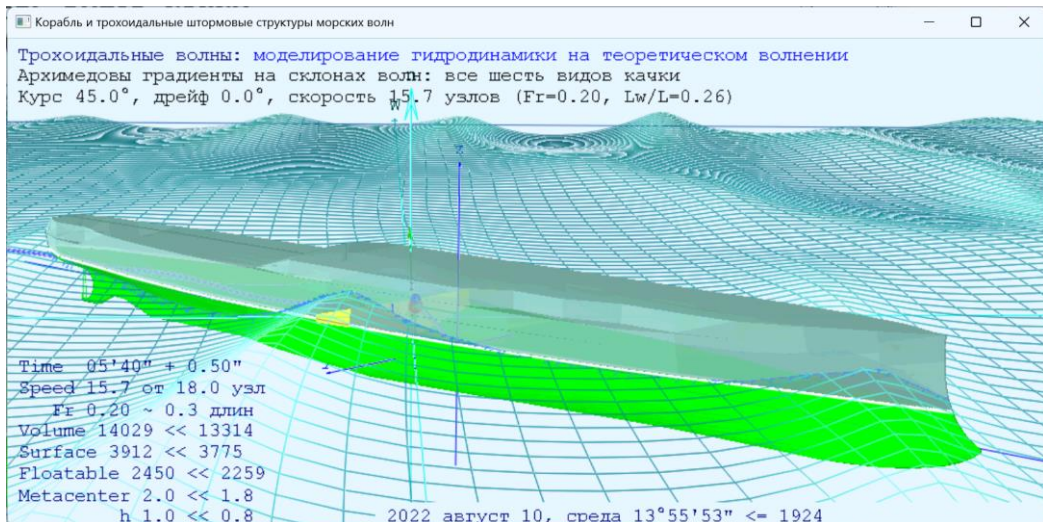 Корабль и трохоидальные штормовые структуры морских волн
Трохоидальные волны: моделирование гидродинамики на теоретическом волнении
Архимедовы градиенты на склонах волн: все шесть видов качки
Курс 45.0°, дрейф 0.0°, скорость 15.7 узлов (Fr=0.20, Lw/L=0.26)
W
Z
Time 05'40" + 0.50"
Speed 15.7 от 18.0 узл
Fr 0.20 ~ 0.3 длин
Volume 14029 << 13314
Surface 3912 << 3775
Floatable 2450 << 2259
Metacenter 2.0 << 1.8
h 1.0 << 0.8
2022 август 10, среда 13°55'53" <= 1924